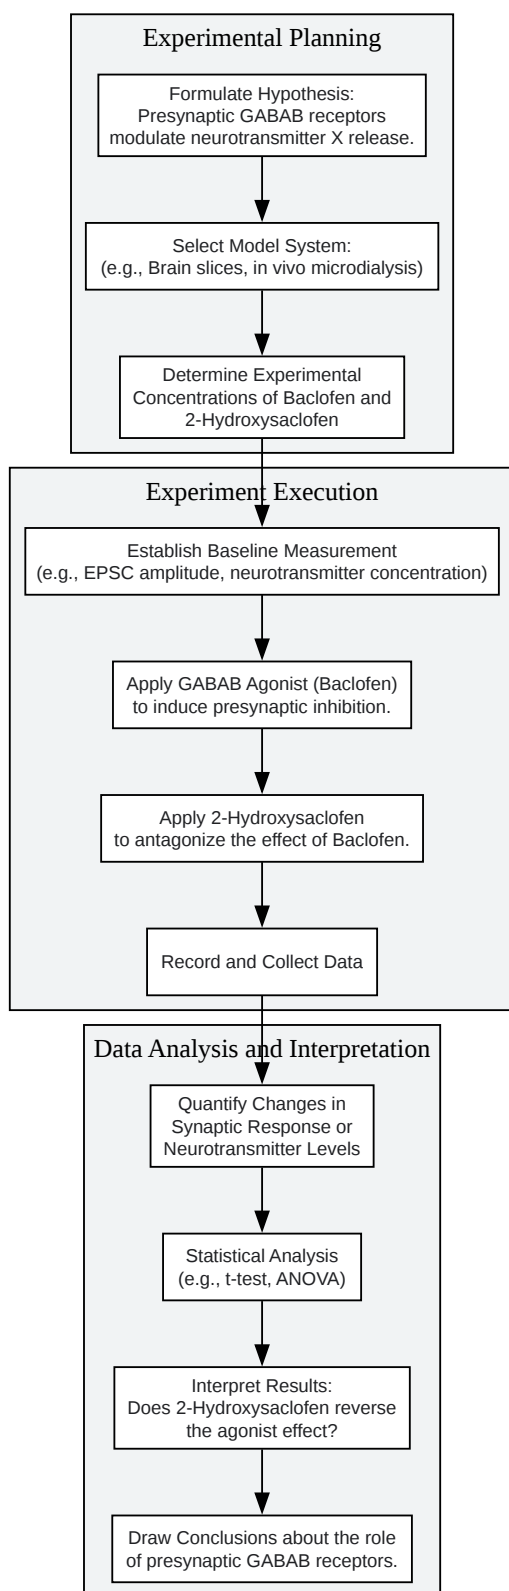 Experimental Planning
Formulate Hypothesis:
Presynaptic GABAB receptors
modulate neurotransmitter X release.
Select Model System:
(e.g., Brain slices, in vivo microdialysis)
Determine Experimental
Concentrations of Baclofen and
2-Hydroxysaclofen
Experiment Execution
Establish Baseline Measurement
(e.g., EPSC amplitude, neurotransmitter concentration)
Apply GABAB Agonist (Baclofen)
to induce presynaptic inhibition.
Apply 2-Hydroxysaclofen
to antagonize the effect of Baclofen.
Record and Collect Data
Data Analysis and Interpretation
Quantify Changes in
Synaptic Response or
Neurotransmitter Levels
Statistical Analysis
(e.g., t-test, ANOVA)
Interpret Results:
Does 2-Hydroxysaclofen reverse
the agonist effect?
Draw Conclusions about the role
of presynaptic GABAB receptors.